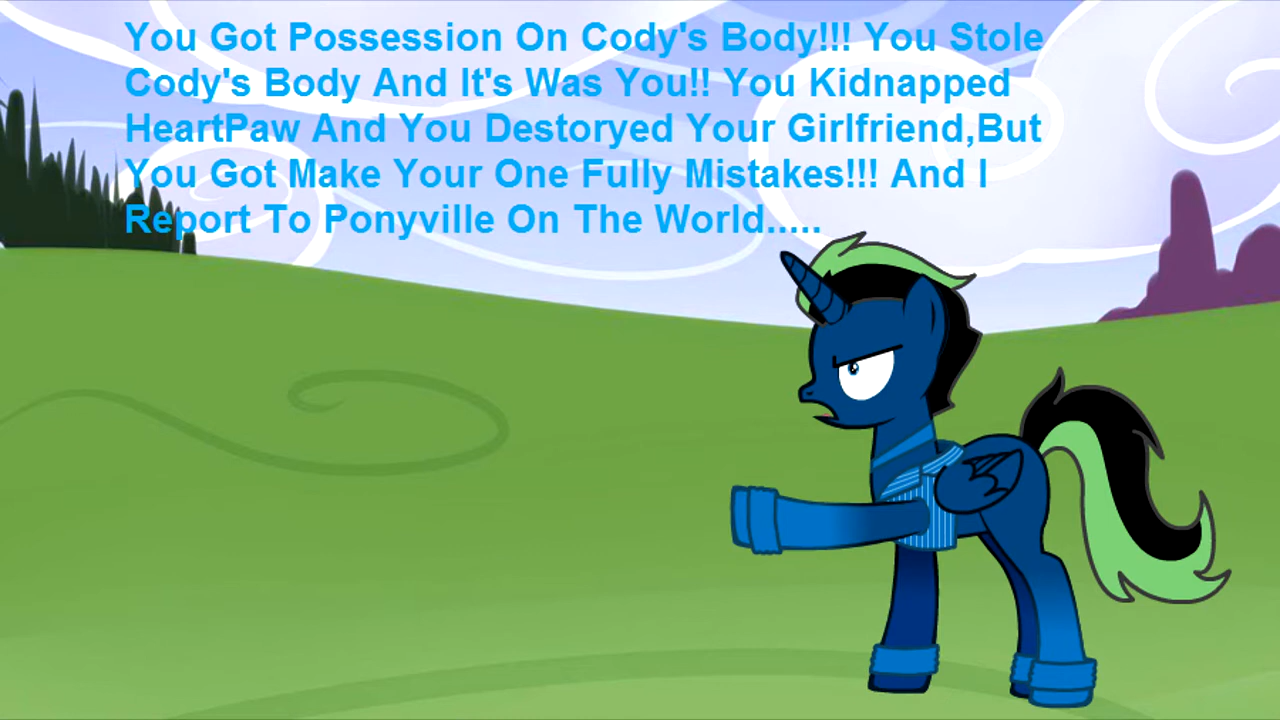 You Got Possession On Cody's Body!!! You Stole
Cody's Body And It's Was You!! You Kidnapped
HeartPaw And You Destoryed Your Girlfriend,But
You Got Make Your One Fully Mistakes!!! And I
Report To Ponyville On The World.....